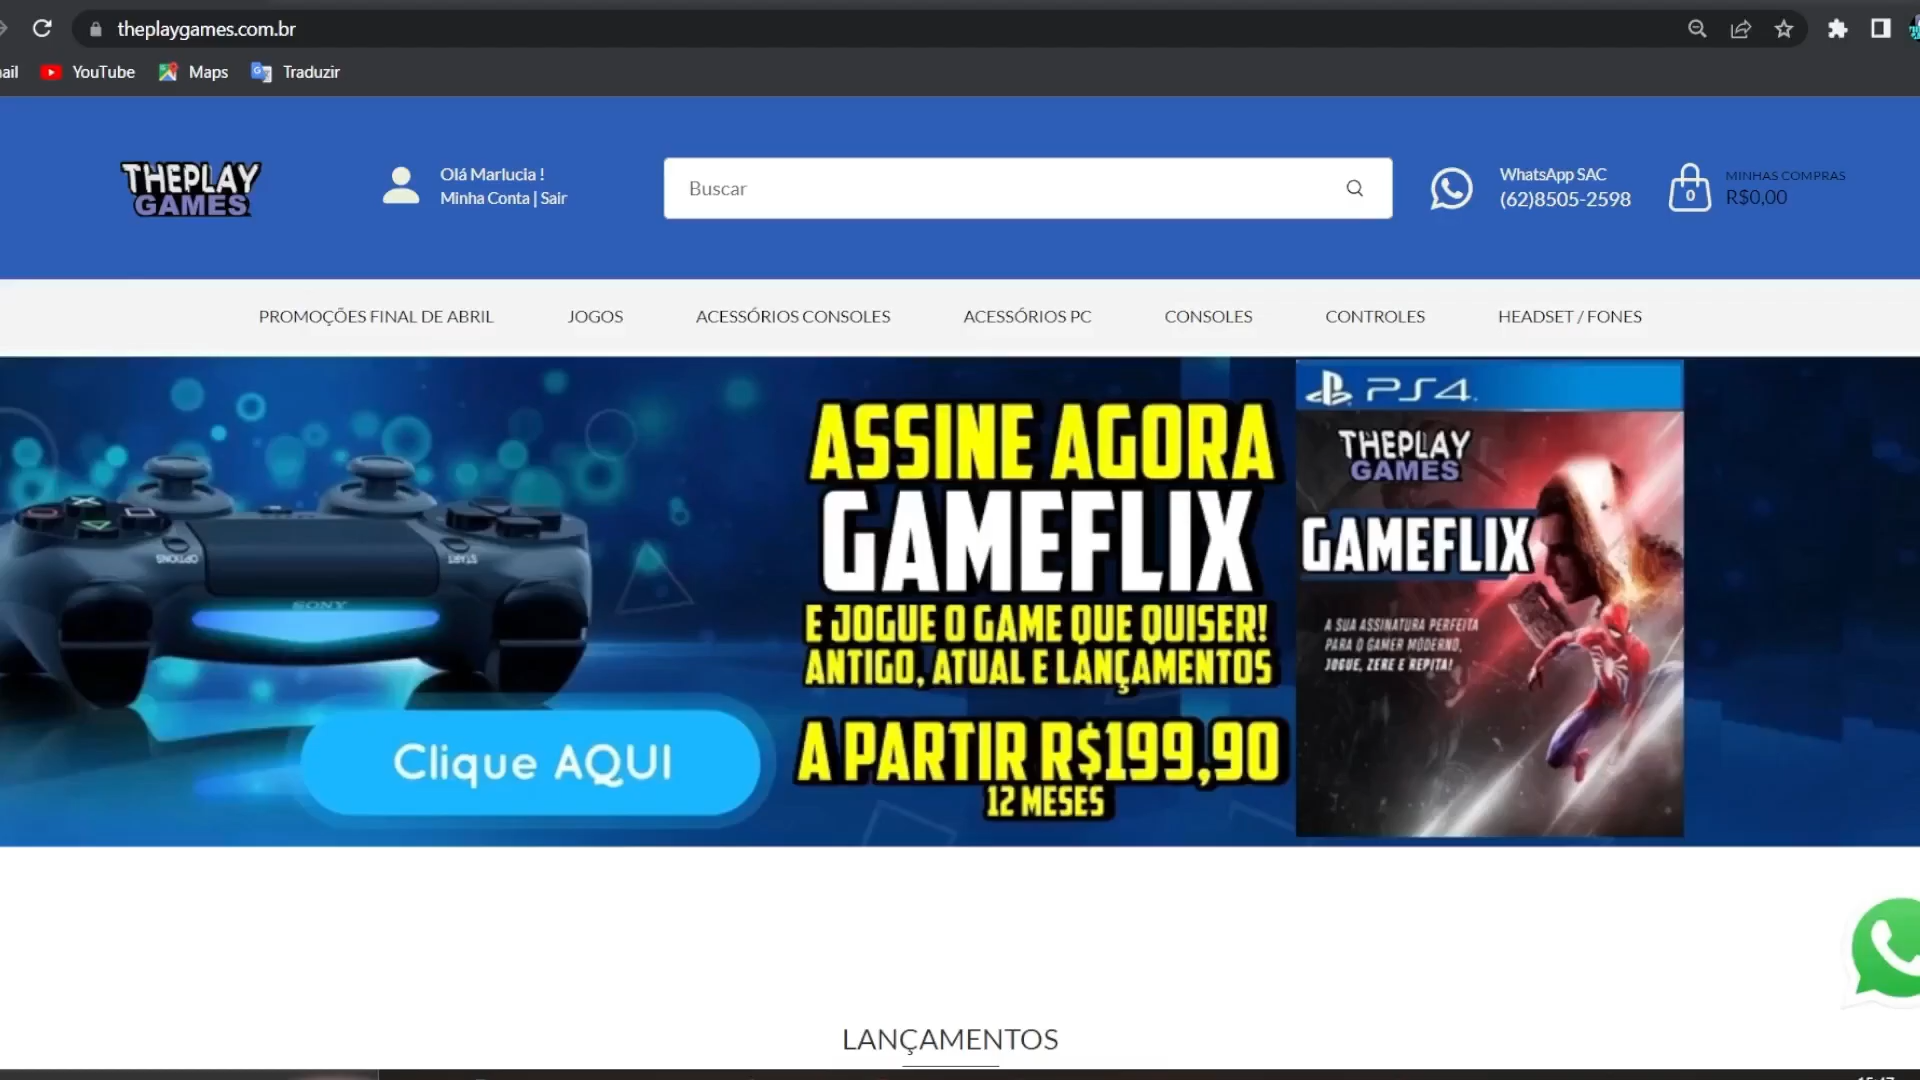 theplaygames.com.br
YouTube
Maps
Traduzir
THEPLAY
GAMES
Olá Marlucia !
Minha Conta | Sair
Buscar
WhatsApp SAC
(62)8505-2598
0
MINHAS COMPRAS
R$0,00
PROMOÇÕES FINAL DE ABRIL
JOGOS
ACESSÓRIOS CONSOLES
ACESSÓRIOS PC
CONSOLES
CONTROLES
HEADSET / FONES
ASSINE AGORA
GAMEFLIX
E JOGUE O GAME QUE QUISER!
ANTIGO, ATUAL E LANÇAMENTOS
A PARTIR R$199,90
12 MESES
OPTIONS
START
SONY
Clique AQUI
PS4
THEPLAY
GAMES
GAMEFLIX
A SUA ASSINATURA PERFEITA
PARA O GAMER MODERNO,
JOGUE, ZERE E REPITA!
LANÇAMENTOS